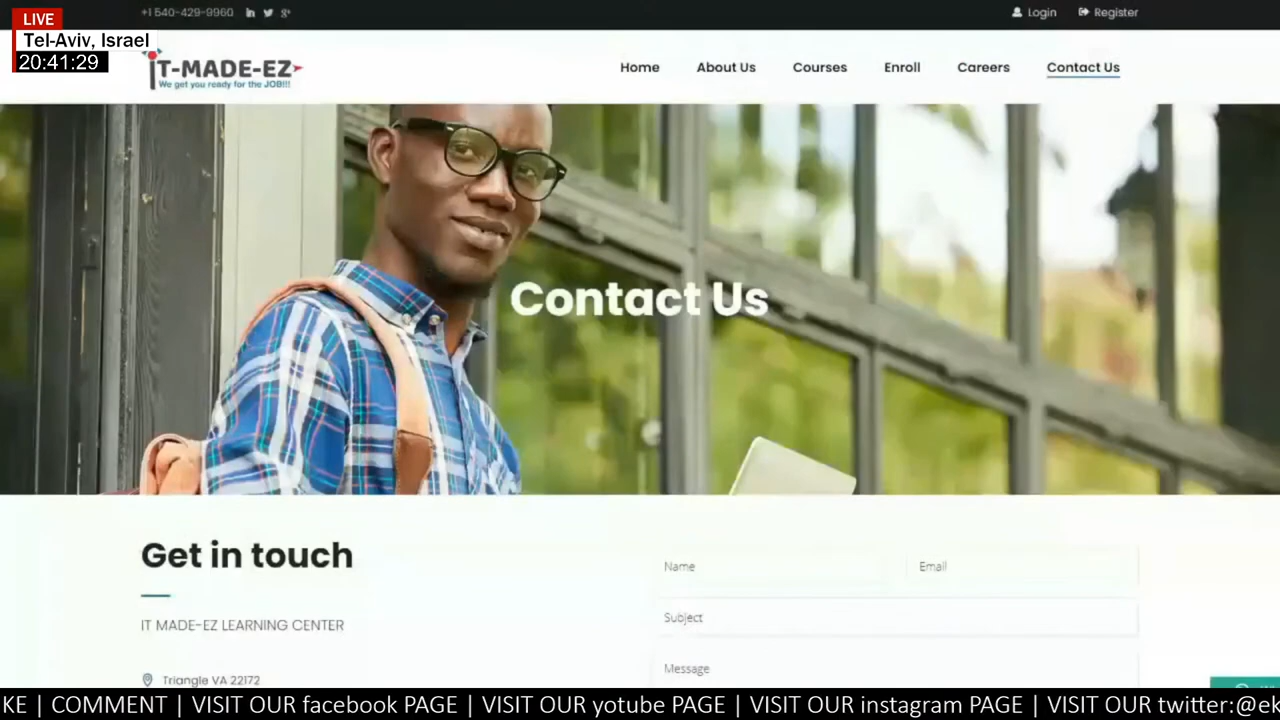 LIVE
Tel-Aviv, Israel
20:41:29
+1 540-429-9960
Login
Register
iT-MADE-EZ
We get you ready for the JOB!!!
Home
About Us
Courses
Enroll
Careers
Contact Us
Contact Us
Get in touch
IT MADE-EZ LEARNING CENTER
Triangle VA 22172
Name
Email
Subject
Message
KE | COMMENT | VISIT OUR facebook PAGE | VISIT OUR yotube PAGE | VISIT OUR instagram PAGE | VISIT OUR twitter:@ek